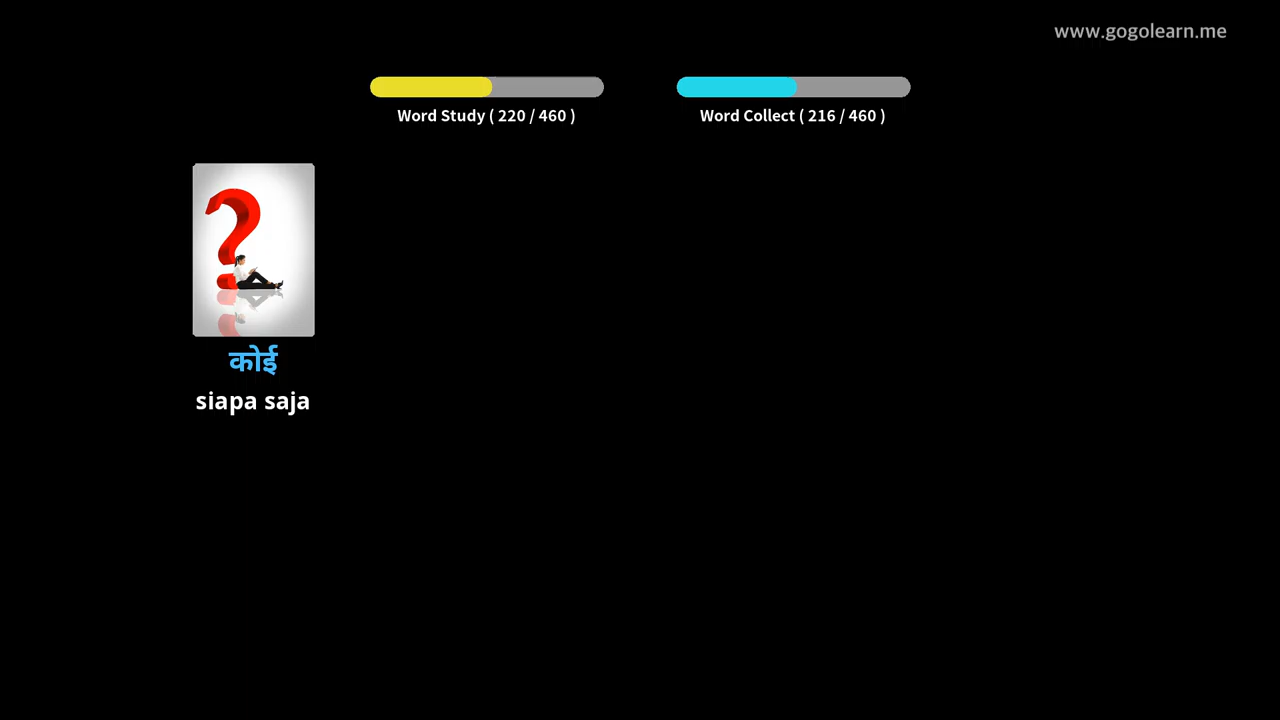 www.gogolearn.me
Word Study ( 220 / 460 )
Word Collect ( 216 / 460 )
कोई
siapa saja